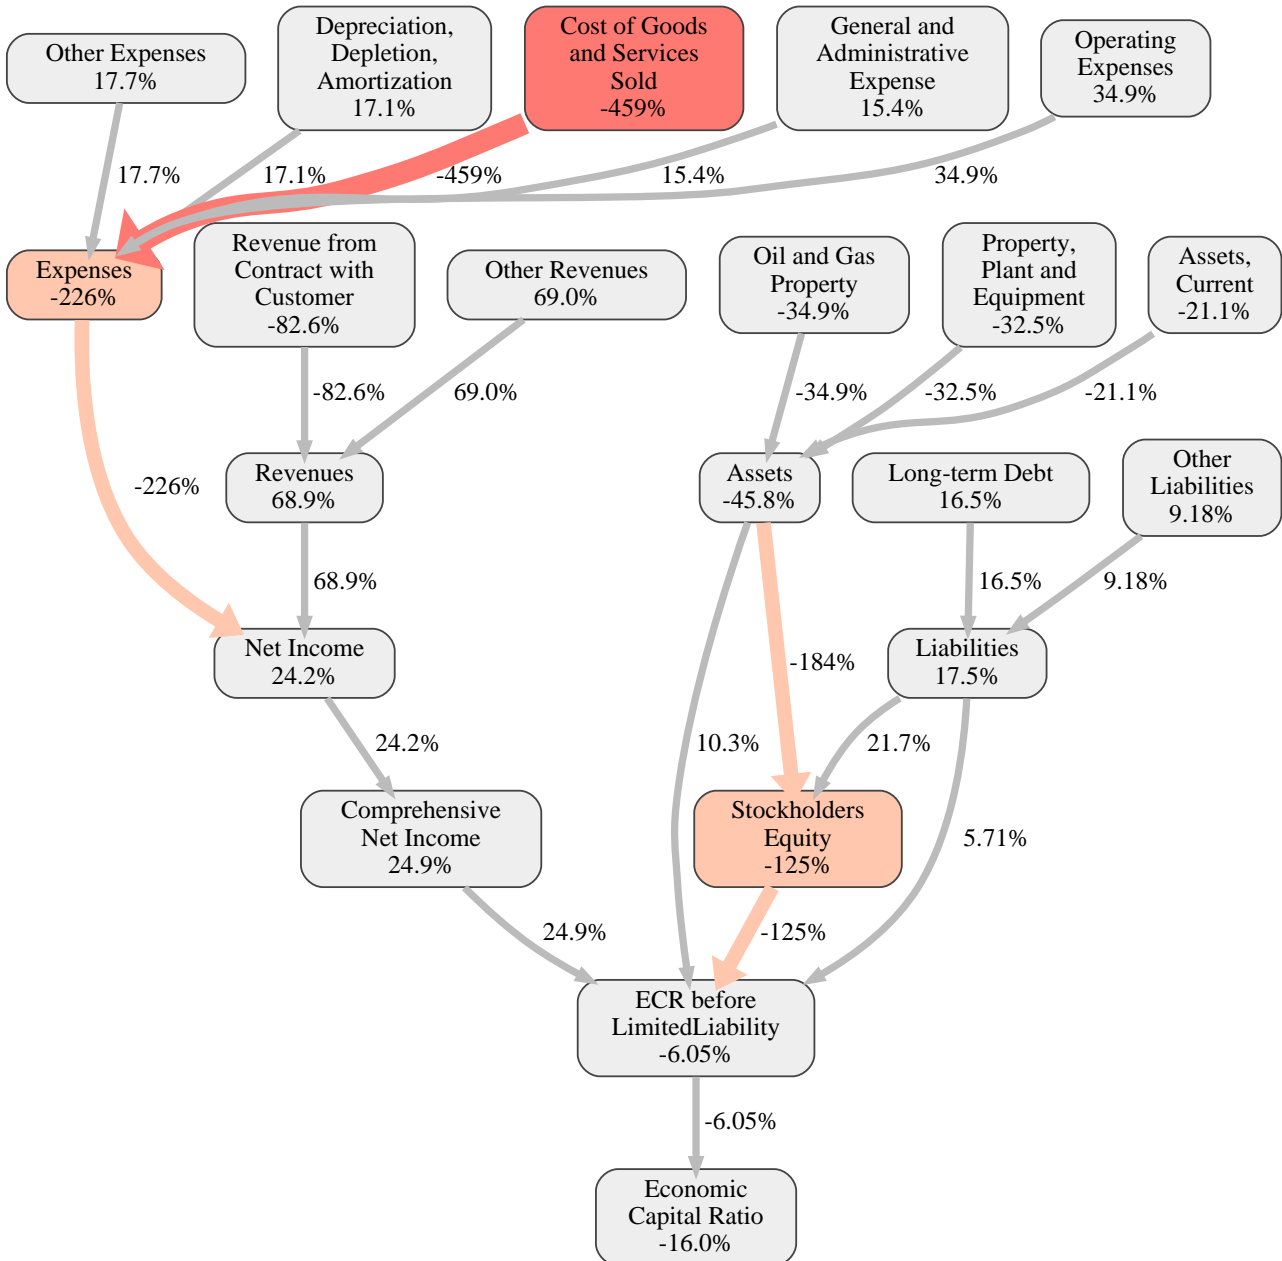 Other Expenses
17.7%
Depreciation,
Depletion,
Amortization
17.1%
Cost of Goods
and Services
Sold
-459%
General and
Administrative
Expense
15.4%
Operating
Expenses
34.9%
17.7%
17.1%
-459%
15.4%
34.9%
Expenses
-226%
Revenue from
Contract with
Customer
-82.6%
Other Revenues
69.0%
Oil and Gas
Property
-34.9%
Property,
Plant and
Equipment
-32.5%
Assets,
Current
-21.1%
-82.6%
69.0%
-34.9%
-32.5%
-21.1%
-226%
Revenues
68.9%
Assets
-45.8%
Long-term Debt
16.5%
Other
Liabilities
9.18%
68.9%
16.5%
9.18%
Net Income
24.2%
-184%
Liabilities
17.5%
24.2%
10.3%
21.7%
Comprehensive
Net Income
24.9%
Stockholders
Equity
-125%
5.71%
24.9%
-125%
ECR before
LimitedLiability
-6.05%
-6.05%
Economic
Capital Ratio
-16.0%